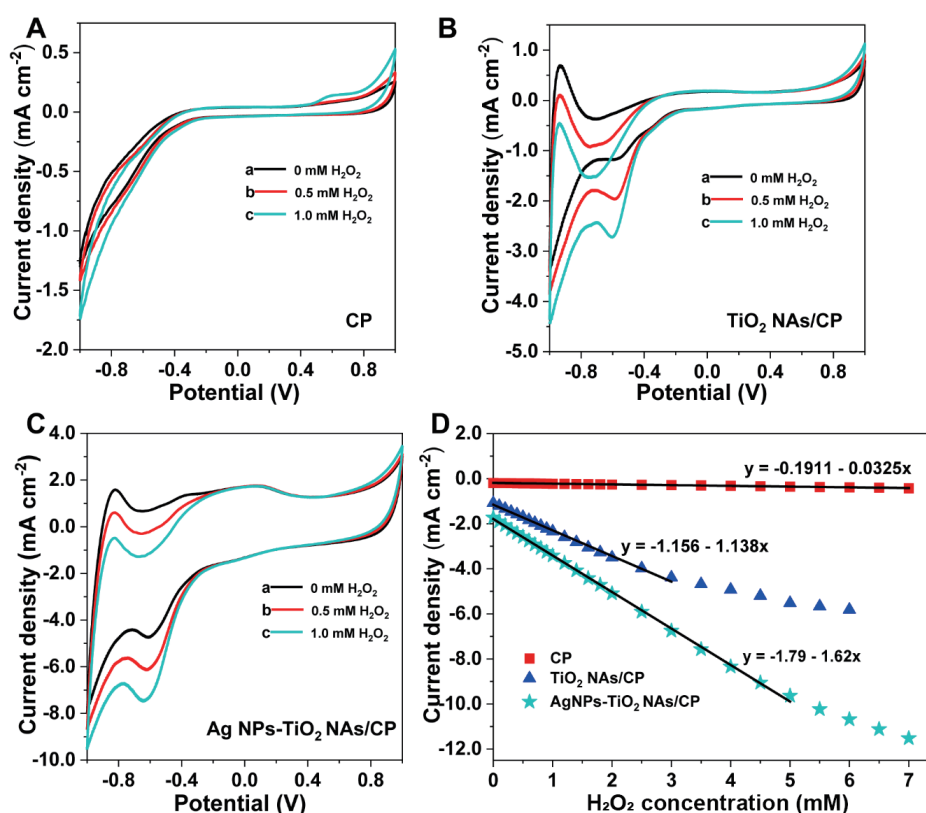 A
Current density (mA cm⁻²)
0.5
0.0
-0.5
-1.0
-1.5
-2.0
a 0 mM H₂O₂
b 0.5 mM H₂O₂
c 1.0 mM H₂O₂
CP
-0.8 -0.4 0.0 0.4 0.8
Potential (V)
B
Current density (mA cm⁻²)
1.0
0.0
-1.0
-2.0
-3.0
-4.0
-5.0
a 0 mM H₂O₂
b 0.5 mM H₂O₂
c 1.0 mM H₂O₂
TiO₂ NAs/CP
-0.8 -0.4 0.0 0.4 0.8
Potential (V)
C
Current density (mA cm⁻²)
4.0
2.0
0.0
-2.0
-4.0
-6.0
-8.0
-10.0
a 0 mM H₂O₂
b 0.5 mM H₂O₂
c 1.0 mM H₂O₂
Ag NPs-TiO₂ NAs/CP
-0.8 -0.4 0.0 0.4 0.8
Potential (V)
D
Current density (mA cm⁻²)
2.0
0.0
-2.0
-4.0
-6.0
-8.0
-10.0
-12.0
y = -0.1911 - 0.0325x
y = -1.156 - 1.138x
y = -1.79 - 1.62x
CP
TiO₂ NAs/CP
AgNPs-TiO₂ NAs/CP
0 1 2 3 4 5 6 7
H₂O₂ concentration (mM)